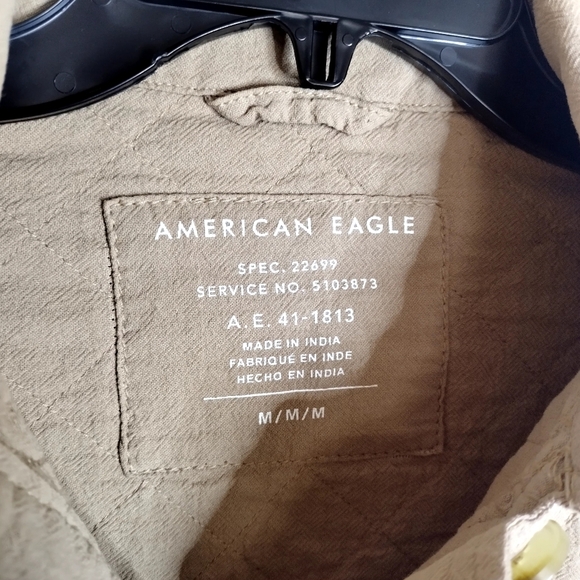 AMERICAN EAGLE
SPEC. 22699
SERVICE NO. 5103873
A.E. 41-1813
MADE IN INDIA
FABRIQUÉ EN INDE
HECHO EN INDIA
M/M/M